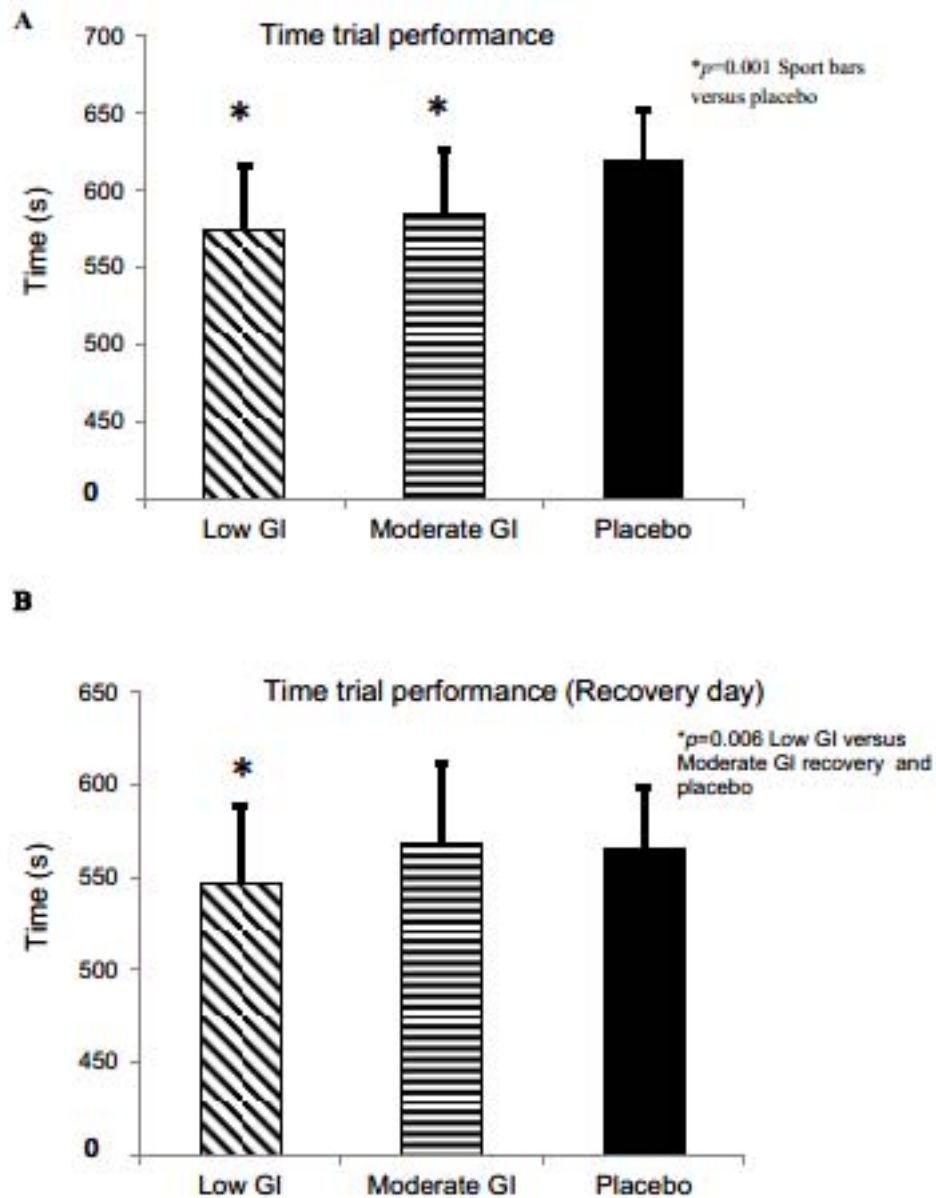 A
Time trial performance
*p=0.001 Sport bars
versus placebo
700
650
600
550
500
450
0
Time (s)
Low GI
Moderate GI
Placebo
*
*
B
Time trial performance (Recovery day)
*p=0.006 Low GI versus
Moderate GI recovery and
placebo
650
600
550
500
450
0
Time (s)
Low GI
Moderate GI
Placebo
*